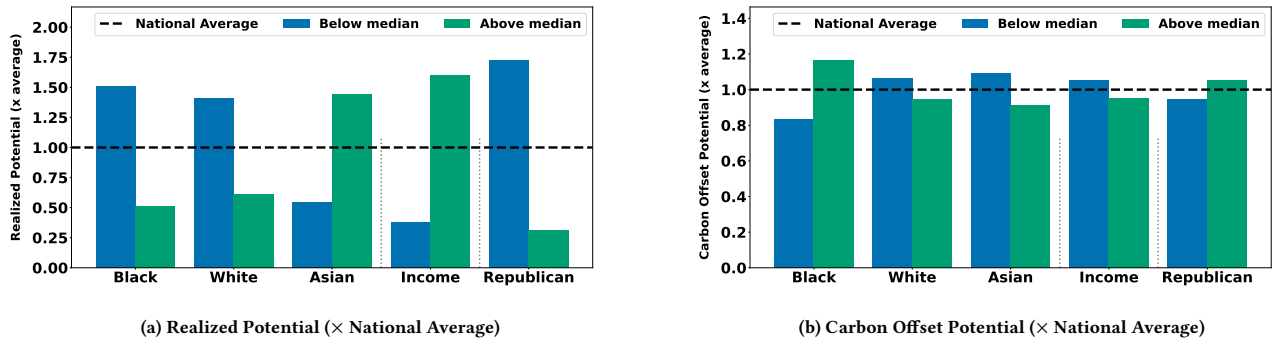 National Average Below median Above median
Realized Potential (x average)
2.00
1.75
1.50
1.25
1.00
0.75
0.50
0.25
0.00
Black White Asian Income Republican
(a) Realized Potential (× National Average)
National Average Below median Above median
Carbon Offset Potential (x average)
1.4
1.2
1.0
0.8
0.6
0.4
0.2
0.0
Black White Asian Income Republican
(b) Carbon Offset Potential (× National Average)